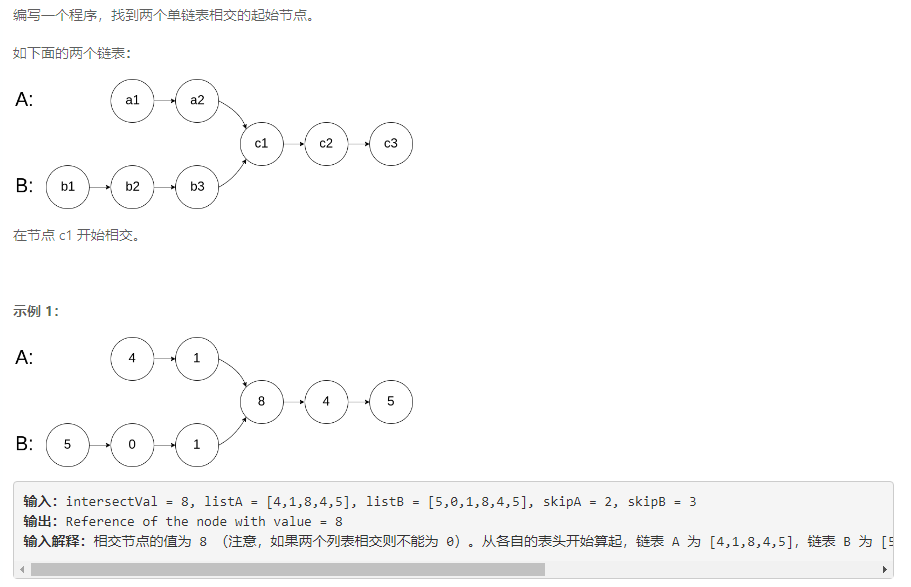 编写一个程序，找到两个单链表相交的起始节点。
如下面的两个链表：
A:
a1
a2
c1
c2
c3
B:
b1
b2
b3
在节点 c1 开始相交。
示例 1：
A:
4
1
8
4
5
B:
5
0
1
输入：intersectVal = 8, listA = [4,1,8,4,5], listB = [5,0,1,8,4,5], skipA = 2, skipB = 3
输出：Reference of the node with value = 8
输入解释：相交节点的值为 8 （注意，如果两个列表相交则不能为 0）。从各自的表头开始算起，链表 A 为 [4,1,8,4,5]，链表 B 为 [5